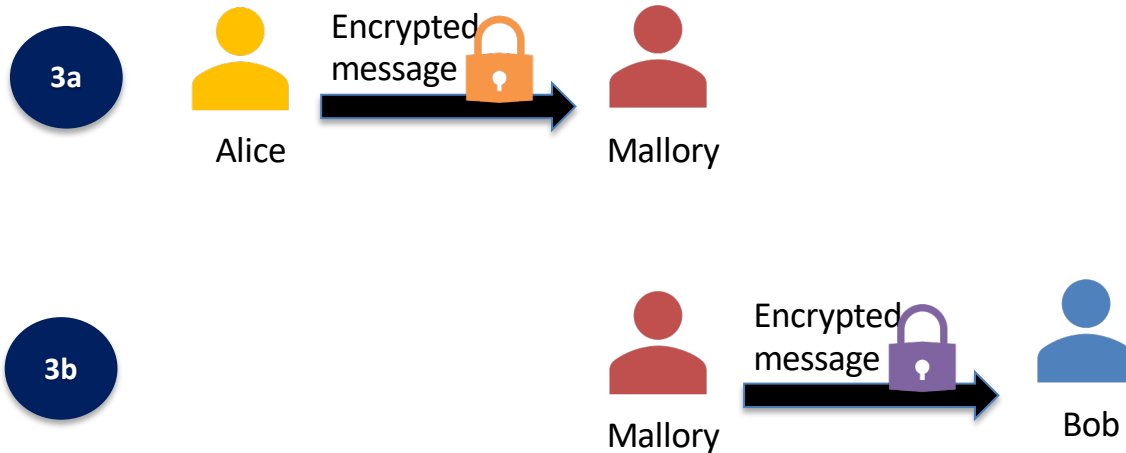 3a
Encrypted
message
Alice
Mallory
3b
Encrypted
message
Mallory
Bob